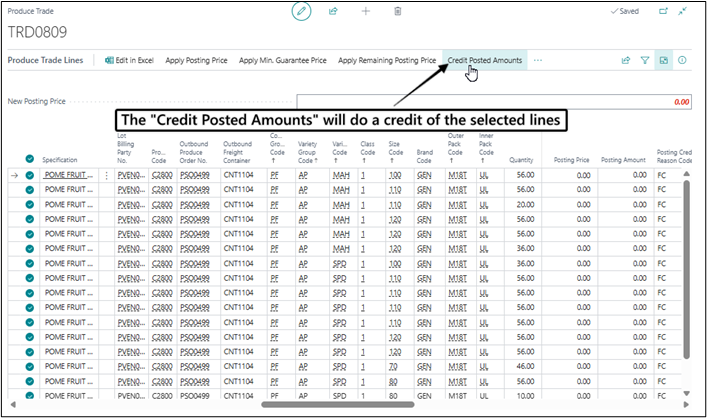 Produce Trade
Saved
TRD0809
Produce Trade Lines Edit in Excel Apply Posting Price Apply Min. Guarantee Price Apply Remaining Posting Price Credit Posted Amounts ...
New Posting Price 0.00
The "Credit Posted Amounts" will do a credit of the selected lines
Specification Lot Billing Party No. Pro... Code Outbound Produce Order No. Outbound Freight Container Co... Gro... Code ↑ Variety Group Code ↑ Vari... Code ↑ Class Code ↑ Size Code ↑ Brand Code Outer Pack Code ↑ Inner Pack Code ↑ Quantity Posting Price Posting Amount Posting Cred Reason Code
→ POME FRUIT ... PVEN0... C2800 PSO0499 CNT1104 PF AP MAH 1 100 GEN M18T UL 56.00 0.00 0.00 FC
POME FRUIT ... PVEN0... C2800 PSO0499 CNT1104 PF AP MAH 1 110 GEN M18T UL 56.00 0.00 0.00 FC
POME FRUIT ... PVEN0... C2800 PSO0499 CNT1104 PF AP MAH 1 110 GEN M18T UL 20.00 0.00 0.00 FC
POME FRUIT ... PVEN0... C2800 PSO0499 CNT1104 PF AP MAH 1 120 GEN M18T UL 56.00 0.00 0.00 FC
POME FRUIT ... PVEN0... C2800 PSO0499 CNT1104 PF AP MAH 1 120 GEN M18T UL 36.00 0.00 0.00 FC
POME FRUIT ... PVEN0... C2800 PSO0499 CNT1104 PF AP SPD 1 100 GEN M18T UL 36.00 0.00 0.00 FC
POME FRUIT ... PVEN0... C2800 PSO0499 CNT1104 PF AP SPD 1 110 GEN M18T UL 56.00 0.00 0.00 FC
POME FRUIT ... PVEN0... C2800 PSO0499 CNT1104 PF AP SPD 1 110 GEN M18T UL 56.00 0.00 0.00 FC
POME FRUIT ... PVEN0... C2800 PSO0499 CNT1104 PF AP SPD 1 110 GEN M18T UL 56.00 0.00 0.00 FC
POME FRUIT ... PVEN0... C2800 PSO0499 CNT1104 PF AP SPD 1 120 GEN M18T UL 56.00 0.00 0.00 FC
POME FRUIT ... PVEN0... C2800 PSO0499 CNT1104 PF AP SPD 1 120 GEN M18T UL 56.00 0.00 0.00 FC
POME FRUIT ... PVEN0... C2800 PSO0499 CNT1104 PF AP SPD 1 70 GEN M18T UL 46.00 0.00 0.00 FC
POME FRUIT ... PVEN0... C2800 PSO0499 CNT1104 PF AP SPD 1 80 GEN M18T UL 56.00 0.00 0.00 FC
POME FRUIT ... PVEN0... C2800 PSO0499 CNT1104 PF AP SPD 1 80 GEN M18T UL 10.00 0.00 0.00 FC